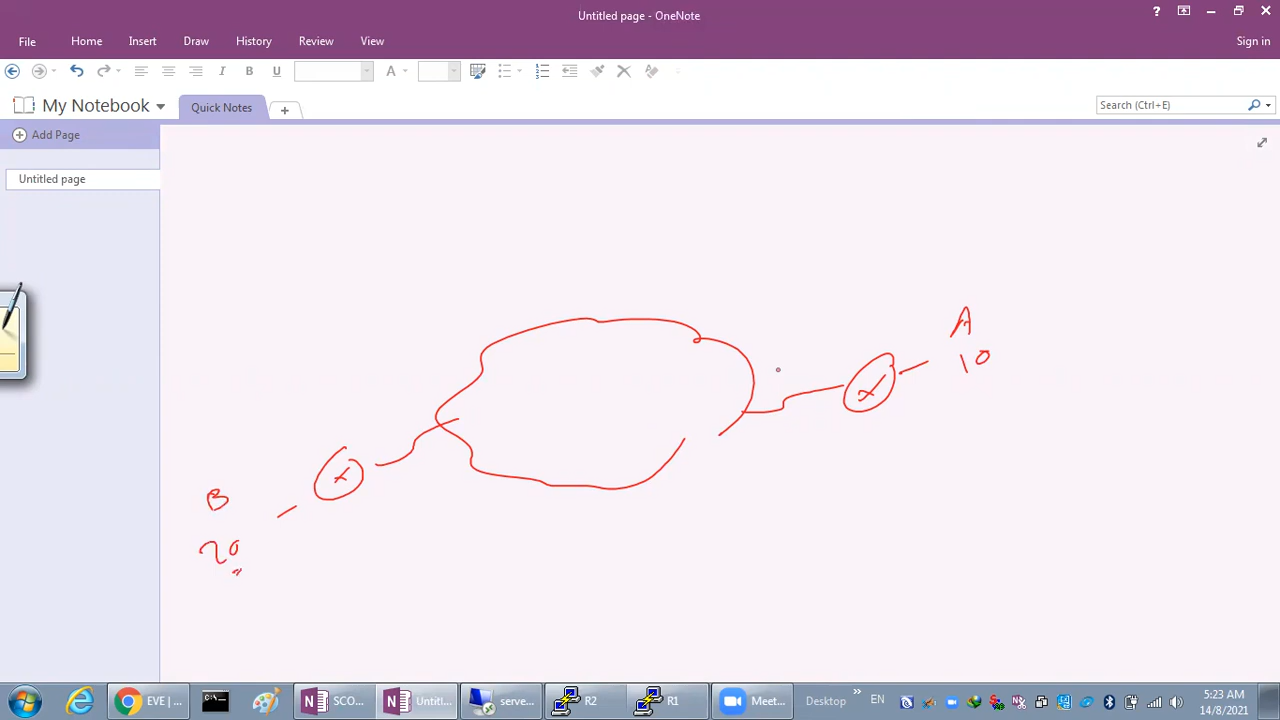 Untitled page - OneNote
?
File
Home
Insert
Draw
History
Review
View
Sign in
I
B
U
A
My Notebook
Quick Notes
+
Search (Ctrl+E)
Add Page
Untitled page
A
10
x
x
B
20
EVE | ...
SCO...
Untitl...
serve...
R2
R1
Meet...
Desktop
»
EN
5:23 AM
14/8/2021